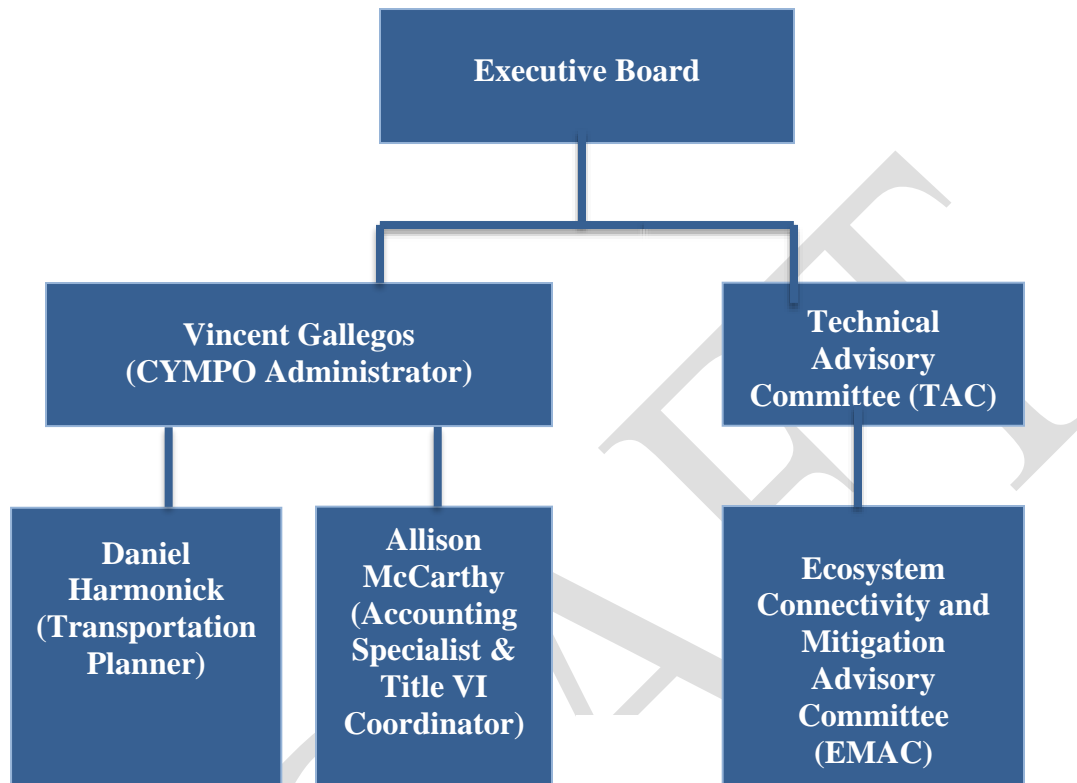 Executive Board
Vincent Gallegos
(CYMPO Administrator)
Technical
Advisory
Committee (TAC)
Daniel
Harmonick
(Transportation
Planner)
Allison
McCarthy
(Accounting
Specialist &
Title VI
Coordinator)
Ecosystem
Connectivity and
Mitigation
Advisory
Committee
(EMAC)